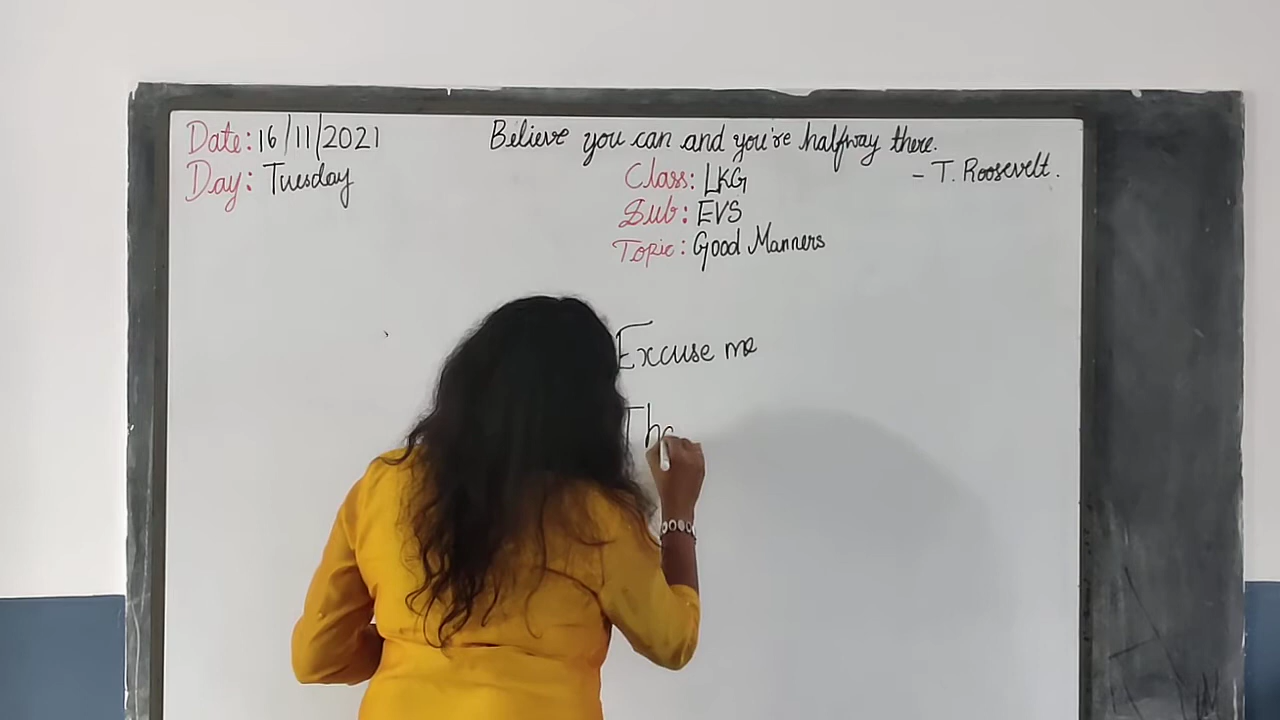 Date: 16/11/2021
Day: Tuesday
Believe you can and you're halfway there.
- T. Roosevelt.
Class: LKG
Sub: EVS
Topic: Good Manners
Excuse me
Tha